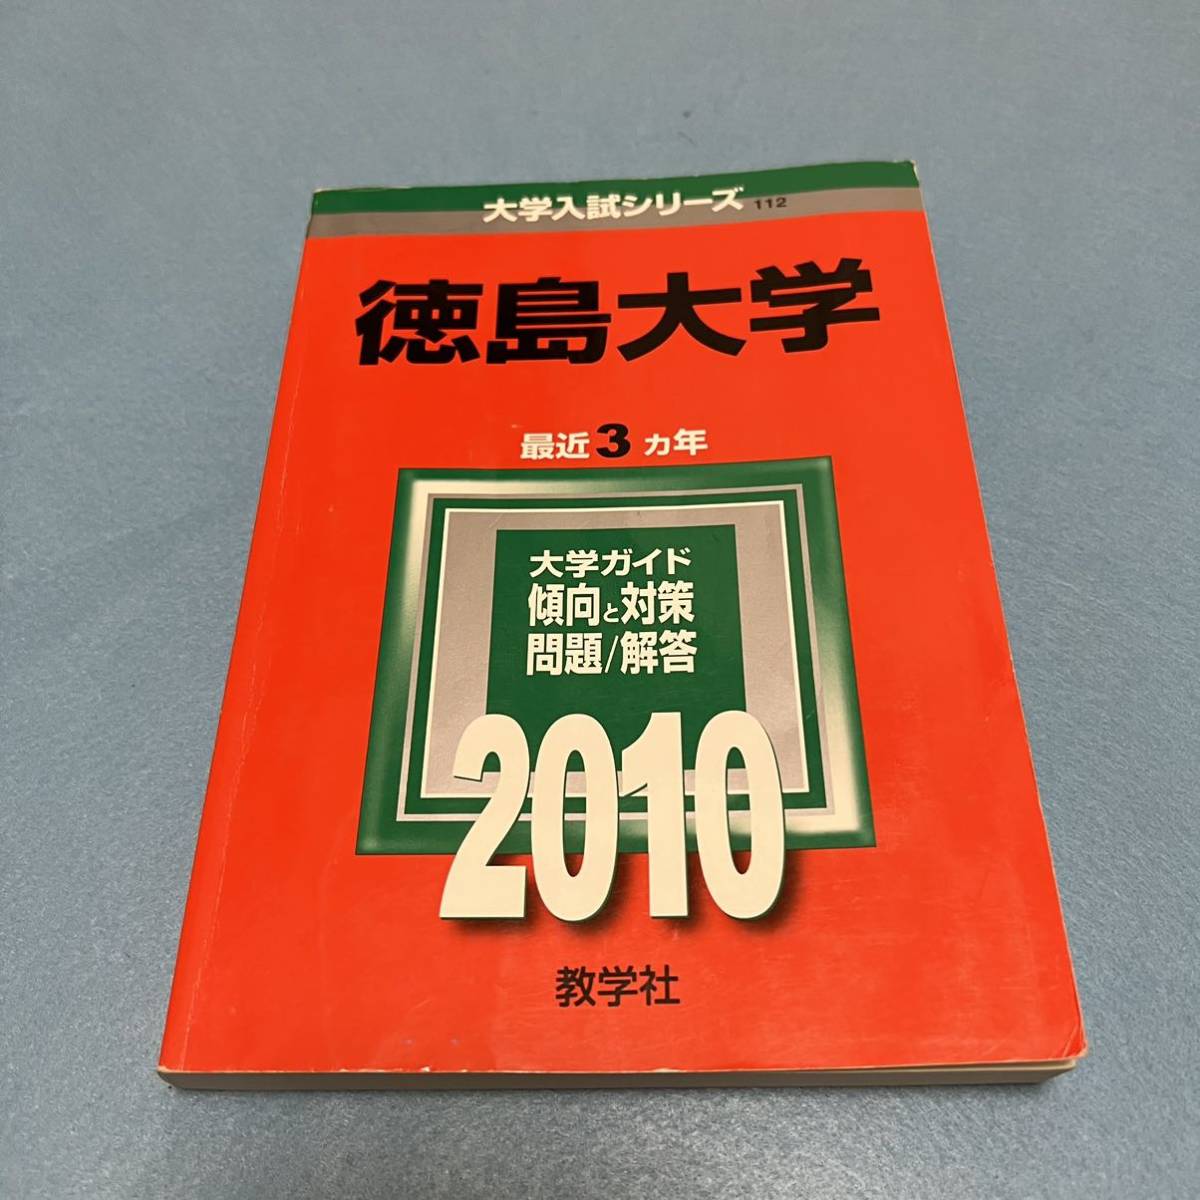 大学入試シリーズ 112
徳島大学
最近3ヵ年
大学ガイド
傾向と対策
問題/解答
2010
教学社